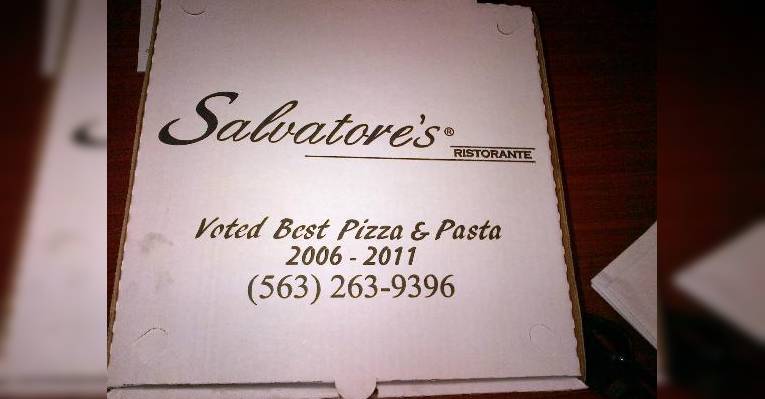 Salvatore's®
RISTORANTE
Voted Best Pizza & Pasta
2006 - 2011
(563) 263-9396